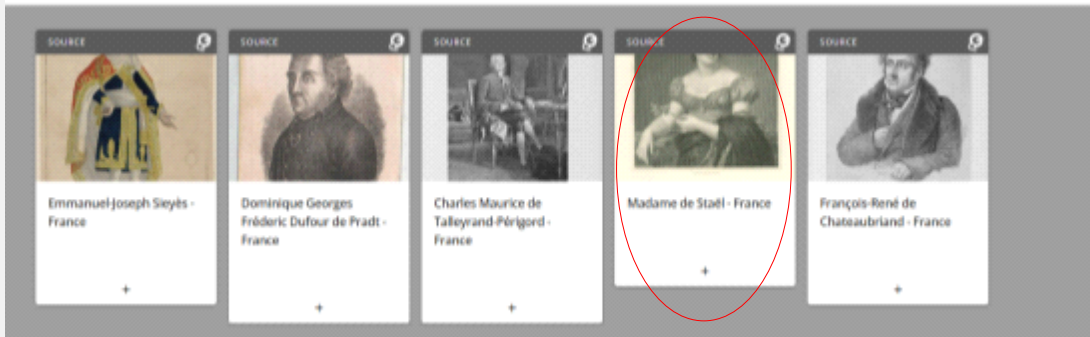 SOURCE
Emmanuel-Joseph Sieyès -
France
+
SOURCE
Dominique Georges
Fréderic Dufour de Pradt -
France
+
SOURCE
Charles Maurice de
Talleyrand-Périgord -
France
+
SOURCE
Madame de Staël - France
+
SOURCE
François-René de
Chateaubriand - France
+